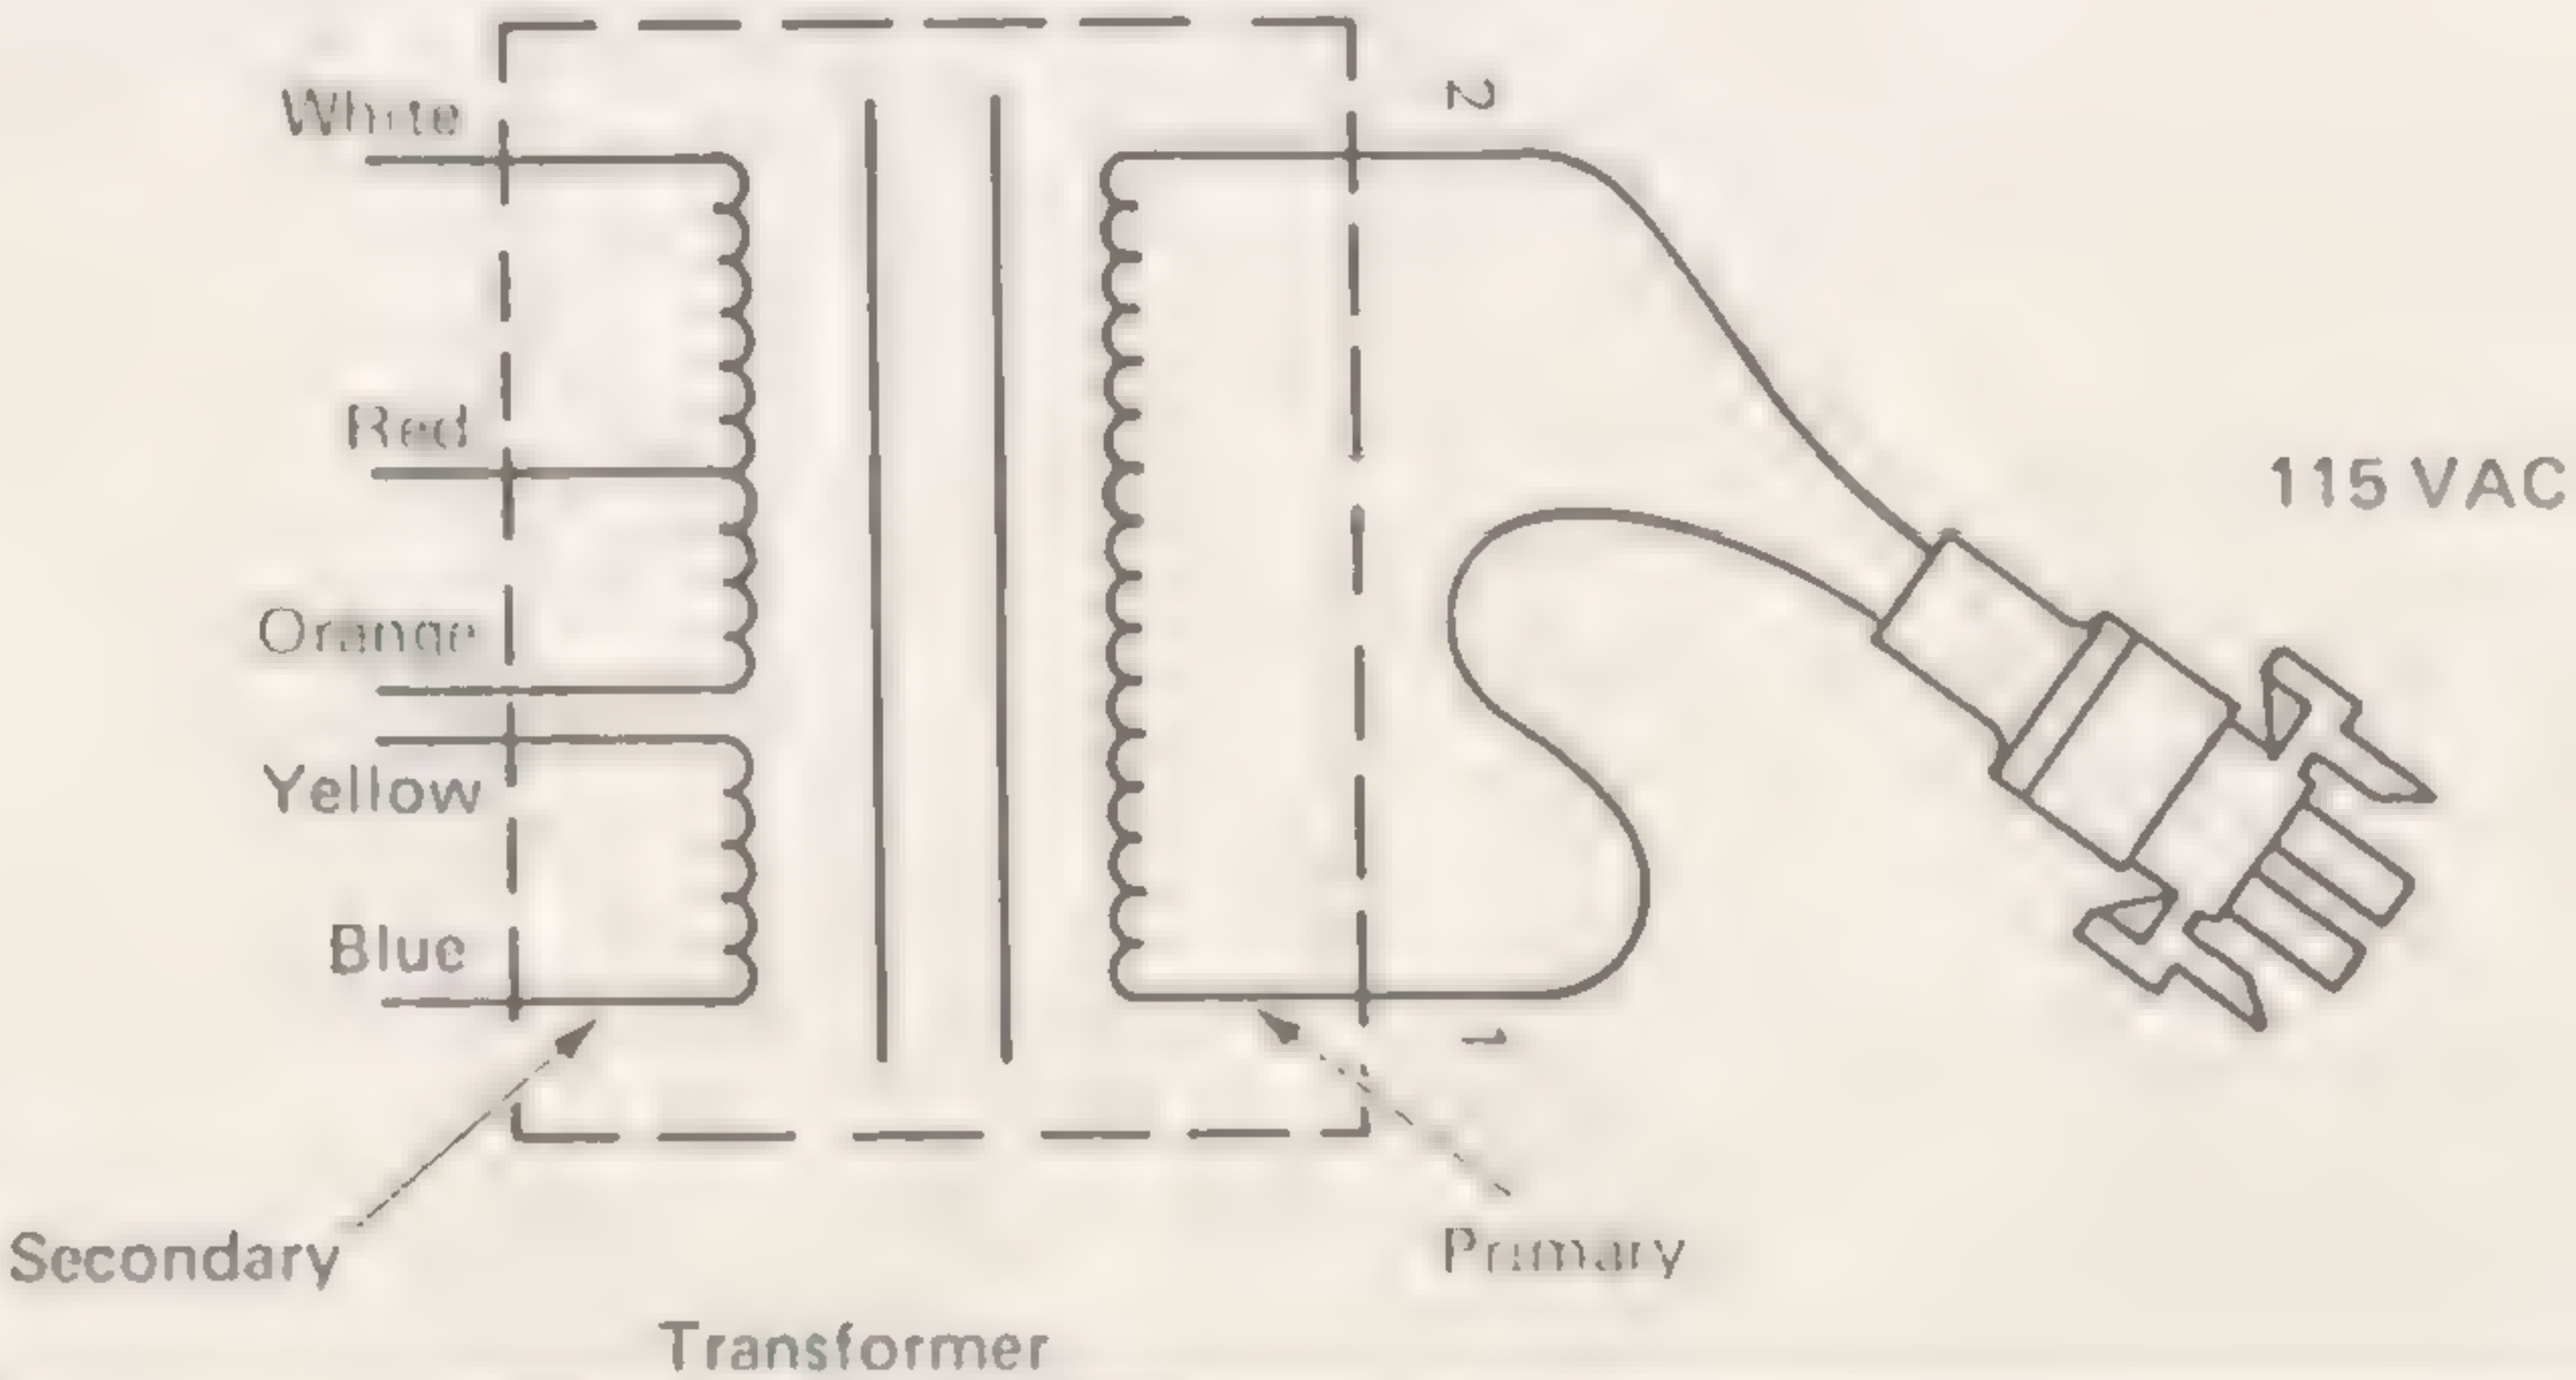 2
White
Red
115 VAC
Orange
Yellow
Blue
1
Secondary
Primary
Transformer